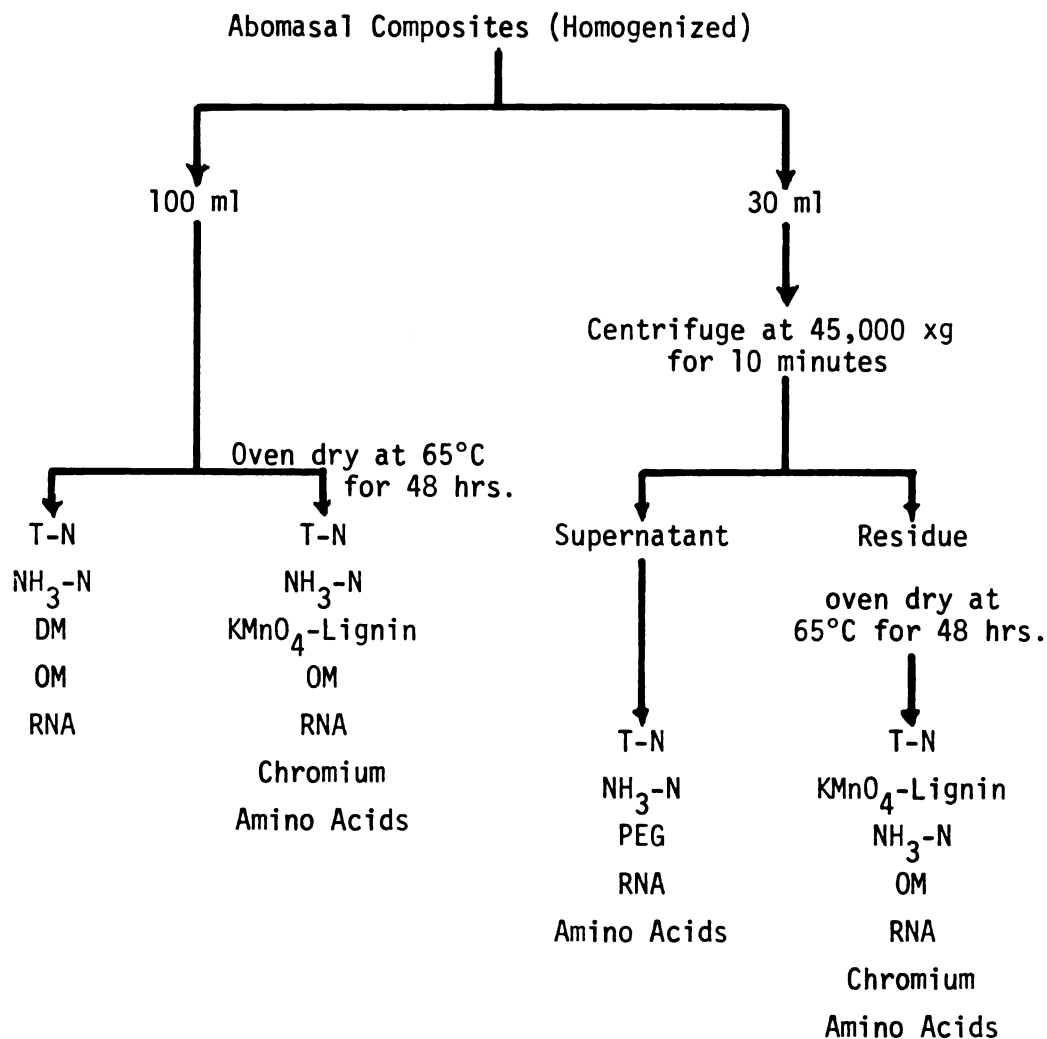 Abomasal Composites (Homogenized)
100 ml
30 ml
Centrifuge at 45,000 xg
for 10 minutes
Oven dry at 65°C
for 48 hrs.
T-N
NH3-N
DM
OM
RNA
T-N
NH3-N
KMnO4-Lignin
OM
RNA
Chromium
Amino Acids
Supernatant
T-N
NH3-N
PEG
RNA
Amino Acids
Residue
oven dry at
65°C for 48 hrs.
T-N
KMnO4-Lignin
NH3-N
OM
RNA
Chromium
Amino Acids